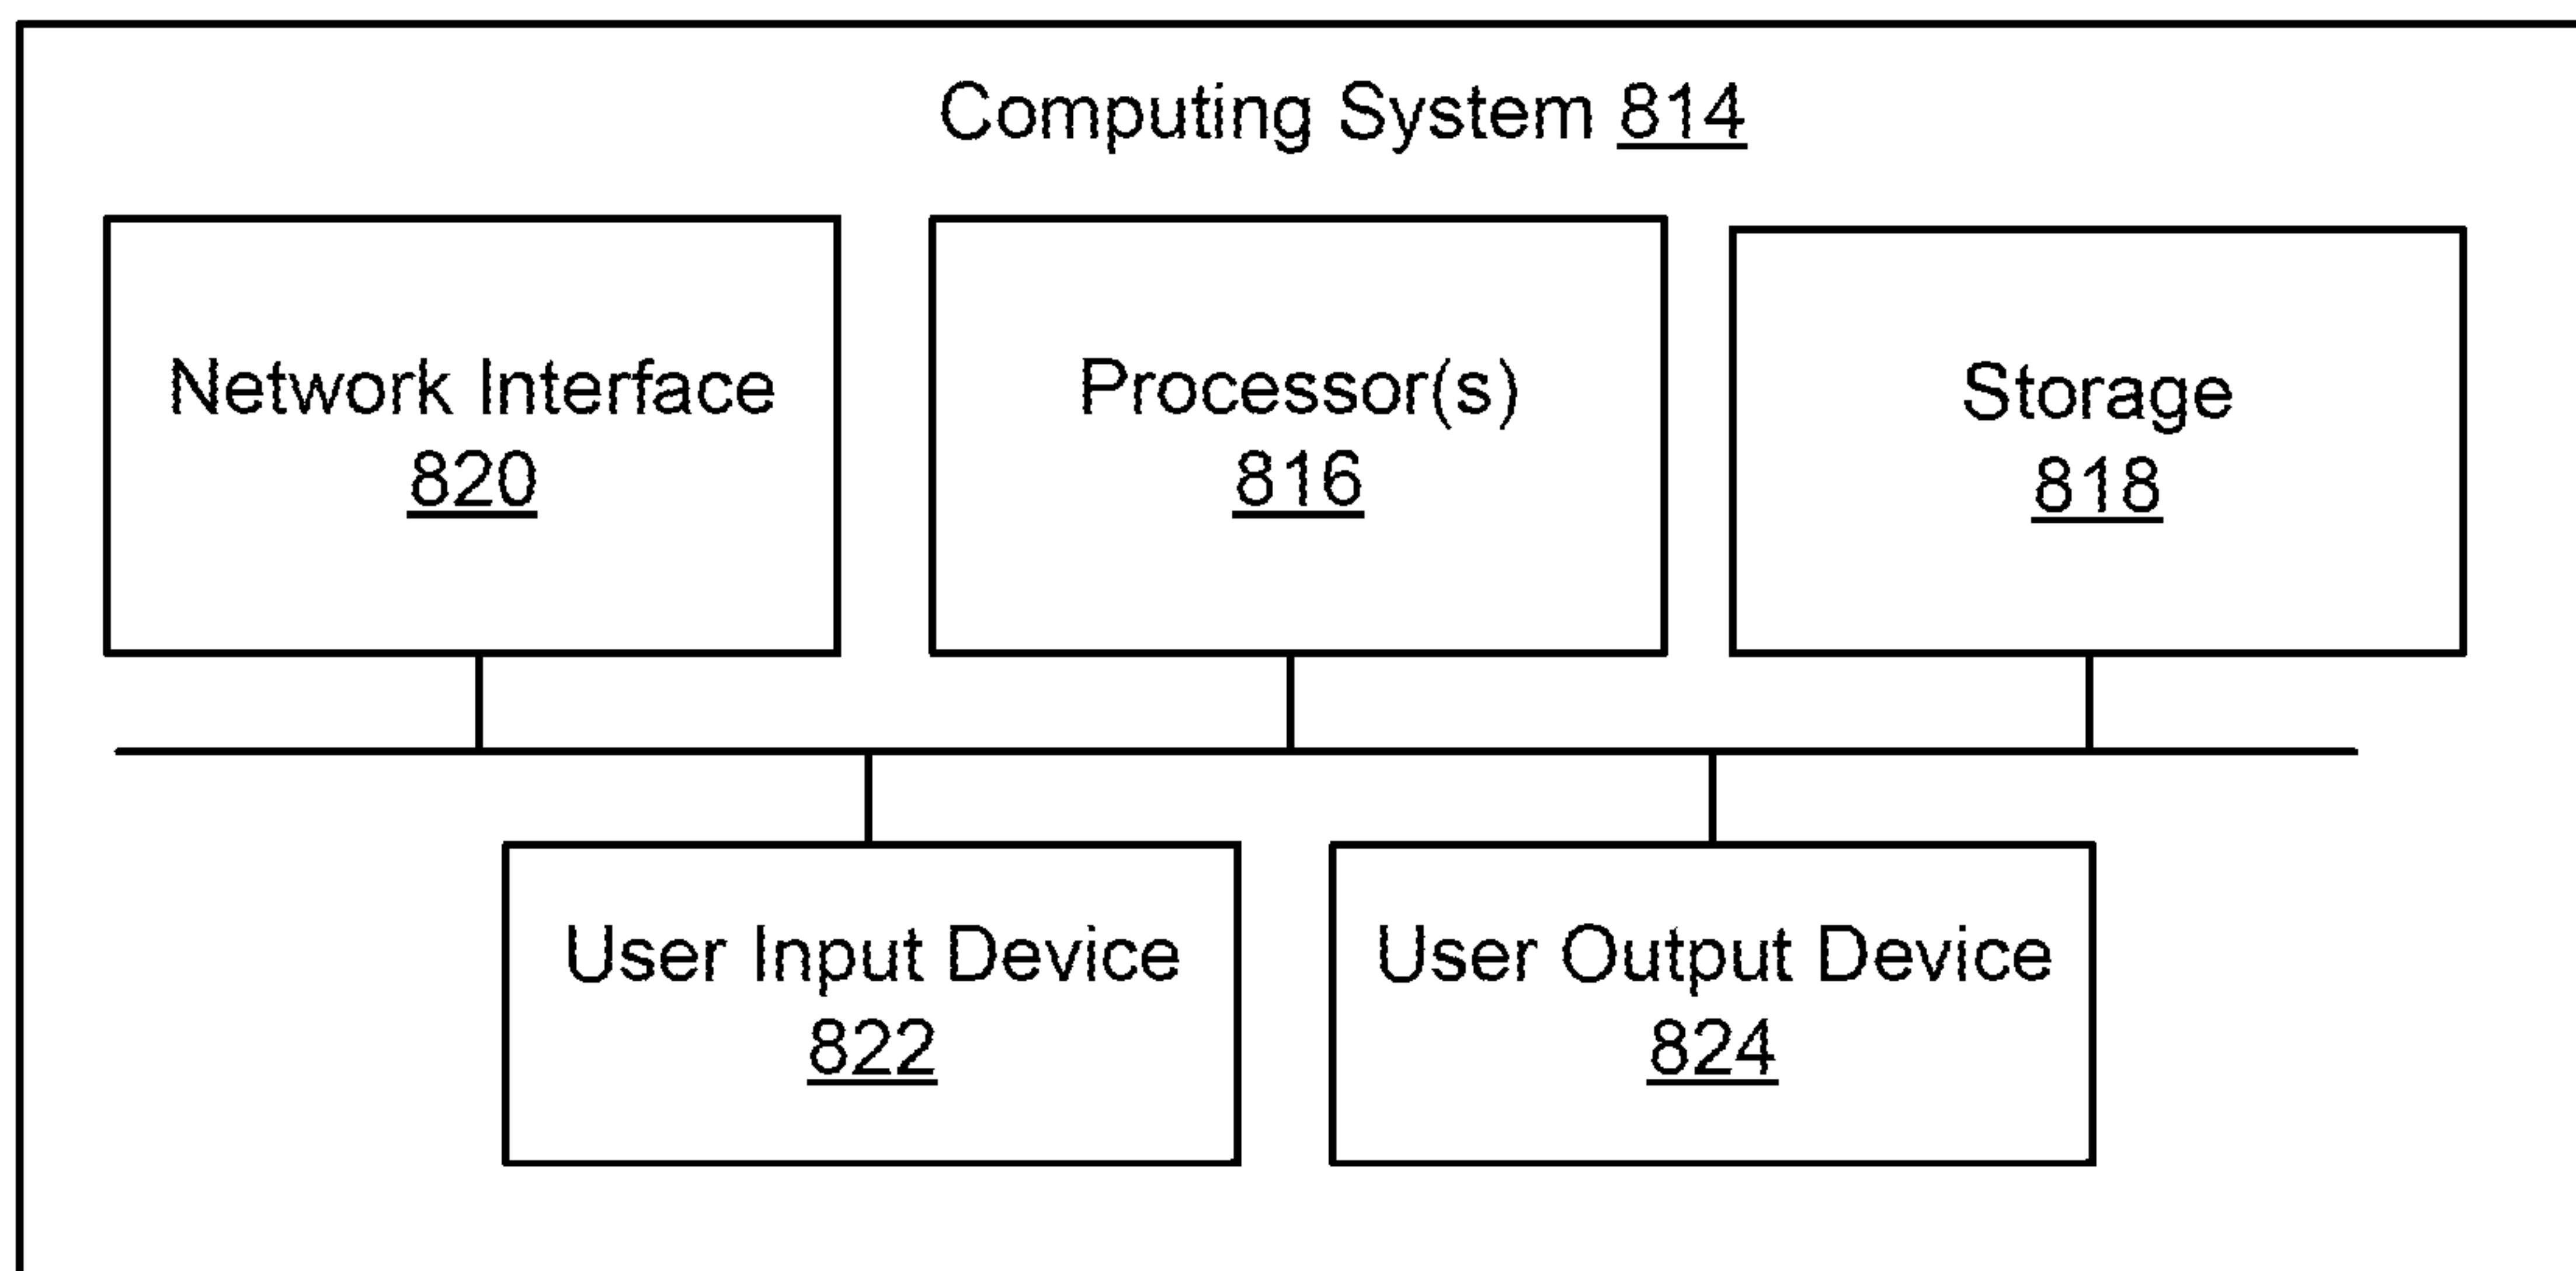 Computing System 814
Network Interface
820
Processor(s)
816
Storage
818
User Input Device
822
User Output Device
824